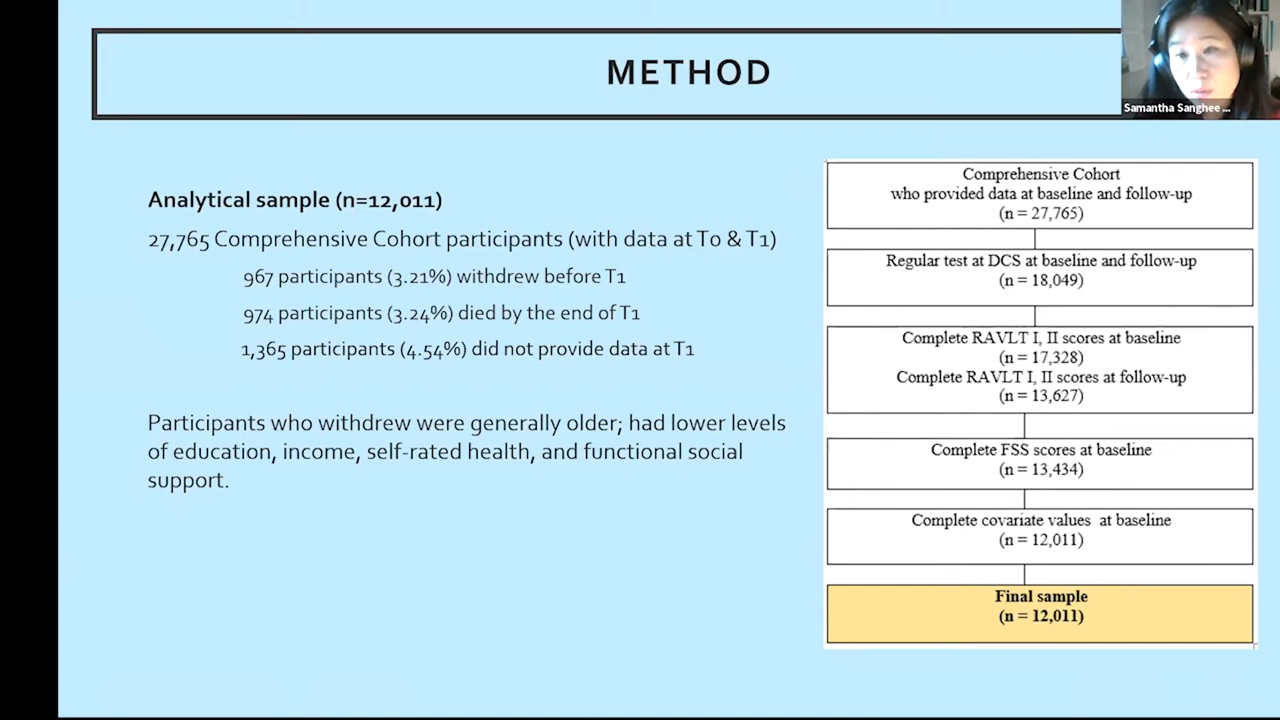 METHOD
Samantha Sanghee ...
Analytical sample (n=12,011)
27,765 Comprehensive Cohort participants (with data at T0 & T1)
967 participants (3.21%) withdrew before T1
974 participants (3.24%) died by the end of T1
1,365 participants (4.54%) did not provide data at T1
Participants who withdrew were generally older; had lower levels
of education, income, self-rated health, and functional social
support.
Comprehensive Cohort
who provided data at baseline and follow-up
(n = 27,765)
Regular test at DCS at baseline and follow-up
(n = 18,049)
Complete RAVLT I, II scores at baseline
(n = 17,328)
Complete RAVLT I, II scores at follow-up
(n = 13,627)
Complete FSS scores at baseline
(n = 13,434)
Complete covariate values at baseline
(n = 12,011)
Final sample
(n = 12,011)